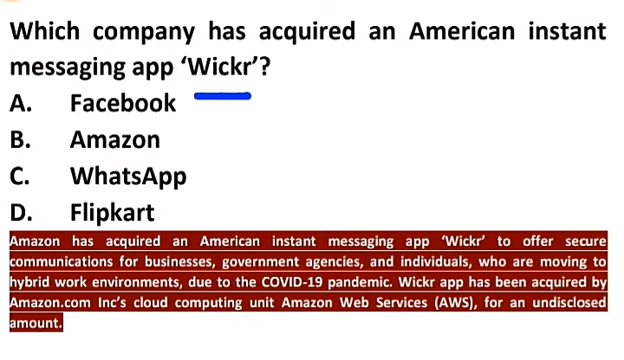 Which company has acquired an American instant
messaging app ‘Wickr’?
A. Facebook
B. Amazon
C. WhatsApp
D. Flipkart
Amazon has acquired an American instant messaging app ‘Wickr’ to offer secure
communications for businesses, government agencies, and individuals, who are moving to
hybrid work environments, due to the COVID-19 pandemic. Wickr app has been acquired by
Amazon.com Inc’s cloud computing unit Amazon Web Services (AWS), for an undisclosed
amount.